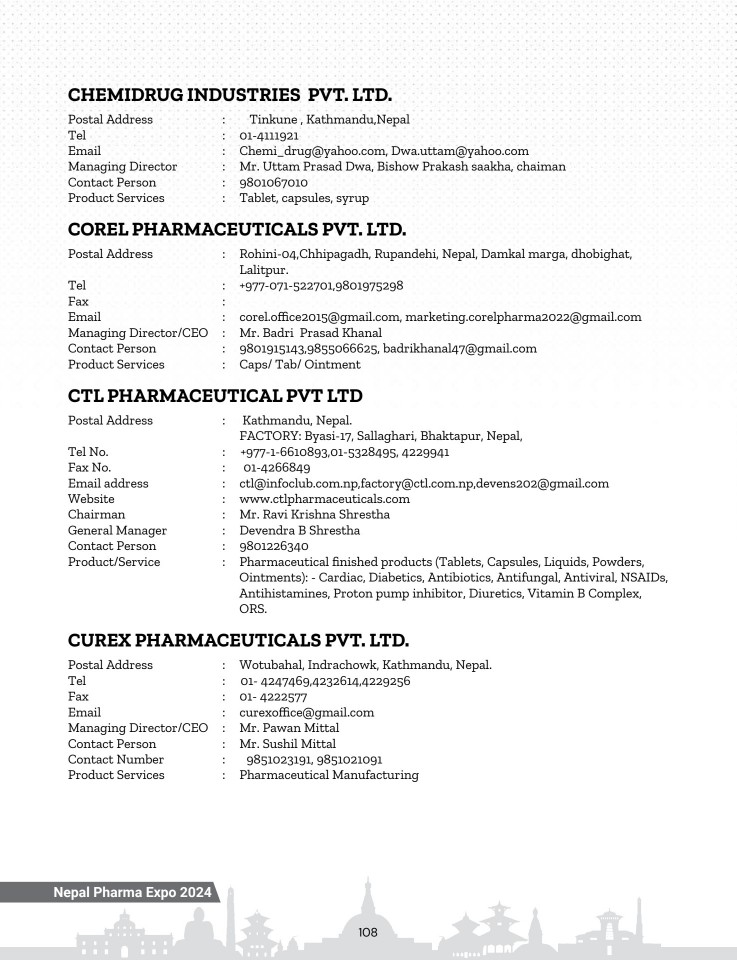 CHEMIDRUG INDUSTRIES PVT. LTD.
Postal Address : Tinkune , Kathmandu,Nepal
Tel : 01-4111921
Email : Chemi_drug@yahoo.com, Dwa.uttam@yahoo.com
Managing Director : Mr. Uttam Prasad Dwa, Bishow Prakash saakha, chaiman
Contact Person : 9801067010
Product Services : Tablet, capsules, syrup
COREL PHARMACEUTICALS PVT. LTD.
Postal Address : Rohini-04,Chhipagadh, Rupandehi, Nepal, Damkal marga, dhobighat,
Lalitpur.
Tel : +977-071-522701,9801975298
Fax :
Email : corel.office2015@gmail.com, marketing.corelpharma2022@gmail.com
Managing Director/CEO : Mr. Badri Prasad Khanal
Contact Person : 9801915143,9855066625, badrikhanal47@gmail.com
Product Services : Caps/ Tab/ Ointment
CTL PHARMACEUTICAL PVT LTD
Postal Address : Kathmandu, Nepal.
FACTORY: Byasi-17, Sallaghari, Bhaktapur, Nepal,
Tel No. : +977-1-6610893,01-5328495, 4229941
Fax No. : 01-4266849
Email address : ctl@infoclub.com.np,factory@ctl.com.np,devens202@gmail.com
Website : www.ctlpharmaceuticals.com
Chairman : Mr. Ravi Krishna Shrestha
General Manager : Devendra B Shrestha
Contact Person : 9801226340
Product/Service : Pharmaceutical finished products (Tablets, Capsules, Liquids, Powders,
Ointments): - Cardiac, Diabetics, Antibiotics, Antifungal, Antiviral, NSAIDs,
Antihistamines, Proton pump inhibitor, Diuretics, Vitamin B Complex,
ORS.
CUREX PHARMACEUTICALS PVT. LTD.
Postal Address : Wotubahal, Indrachowk, Kathmandu, Nepal.
Tel : 01- 4247469,4232614,4229256
Fax : 01- 4222577
Email : curexoffice@gmail.com
Managing Director/CEO : Mr. Pawan Mittal
Contact Person : Mr. Sushil Mittal
Contact Number : 9851023191, 9851021091
Product Services : Pharmaceutical Manufacturing
Nepal Pharma Expo 2024
108